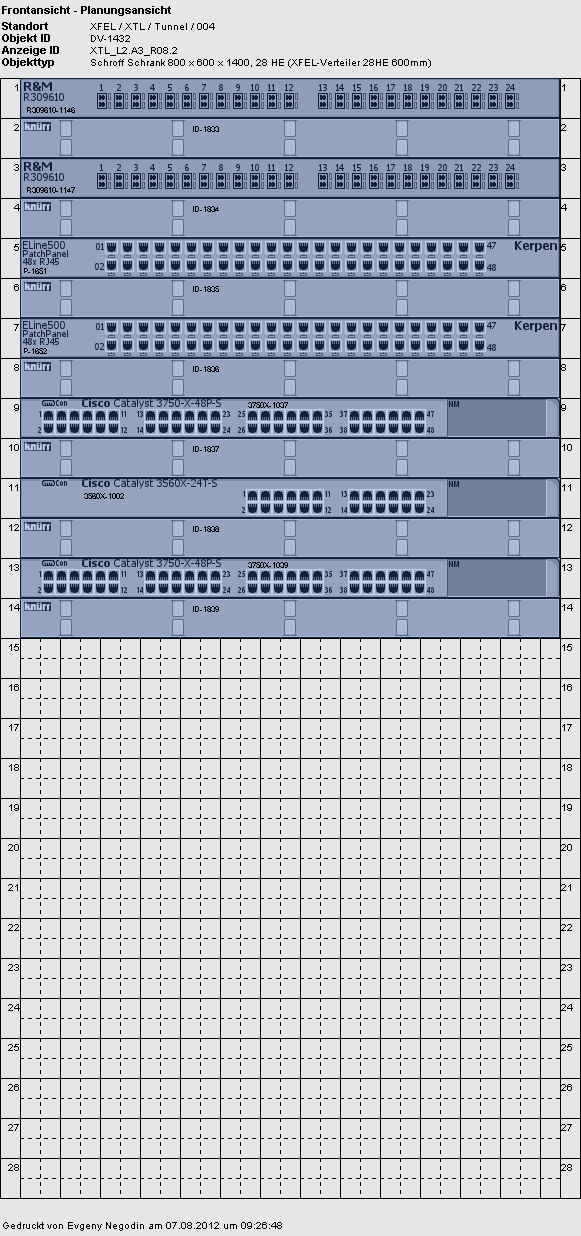 Frontansicht - Planungsansicht
Standort XFEL / XTL / Tunnel / 004
Objekt ID DV-1432
Anzeige ID XTL_L2.A3_R08.2
Objekttyp Schroff Schrank 800 x 600 x 1400, 28 HE (XFEL-Verteiler 28HE 600mm)
1 R&M 1 2 3 4 5 6 7 8 9 10 11 12 13 14 15 16 17 18 19 20 21 22 23 24 1
R309610
R309610-1146
2 knürr ID-1833 2
3 R&M 1 2 3 4 5 6 7 8 9 10 11 12 13 14 15 16 17 18 19 20 21 22 23 24 3
R309610
R309610-1147
4 knürr ID-1834 4
5 ELine500 01 47 Kerpen 5
PatchPanel
48x RJ45 02 48
P-1651
6 knürr ID-1835 6
7 ELine500 01 47 Kerpen 7
PatchPanel
48x RJ45 02 48
P-1652
8 knürr ID-1836 8
9 Con Cisco Catalyst 3750-X-48P-S 3750X-1037 NM 9
1 11 13 23 25 35 37 47
2 12 14 24 26 36 38 48
10 knürr ID-1837 10
11 Con Cisco Catalyst 3560X-24T-S NM 11
3560X-1002 1 11 13 23
2 12 14 24
12 knürr ID-1838 12
13 Con Cisco Catalyst 3750-X-48P-S 3750X-1039 NM 13
1 11 13 23 25 35 37 47
2 12 14 24 26 36 38 48
14 knürr ID-1839 14
15 15
16 16
17 17
18 18
19 19
20 20
21 21
22 22
23 23
24 24
25 25
26 26
27 27
28 28
Gedruckt von Evgeny Negodin am 07.08.2012 um 09:26:48